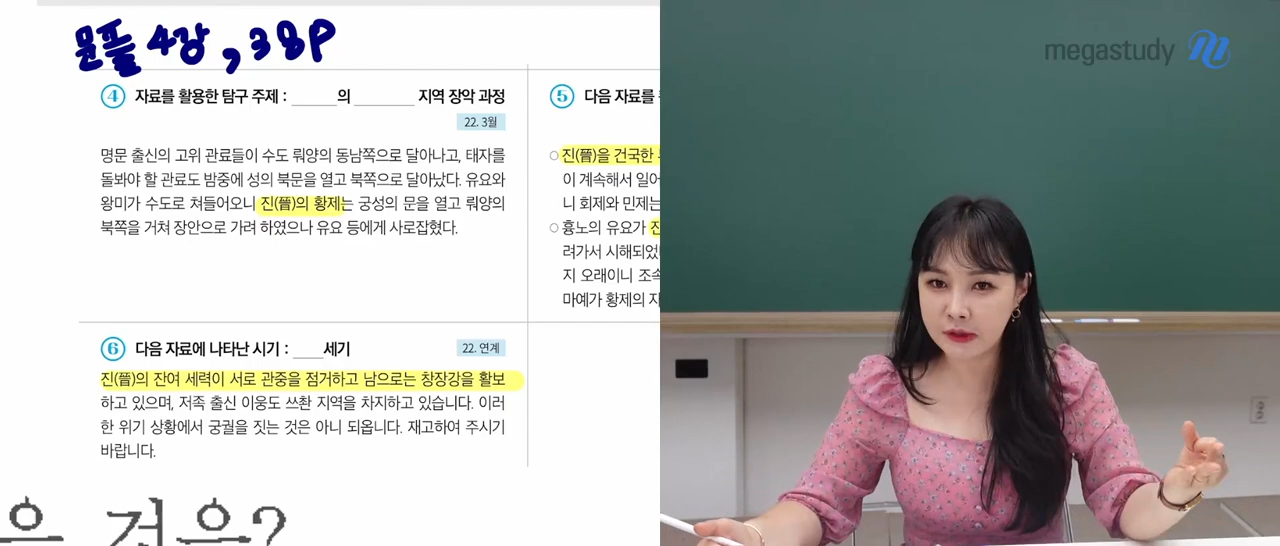 문풀 4강, 38P
megastudy
④ 자료를 활용한 탐구 주제 : _____의 _______ 지역 장악 과정
22. 3월
명문 출신의 고위 관료들이 수도 뤄양의 동남쪽으로 달아나고, 태자를
돌봐야 할 관료도 밤중에 성의 북문을 열고 북쪽으로 달아났다. 유요와
왕미가 수도로 쳐들어오니 진(晉)의 황제는 궁성의 문을 열고 뤄양의
북쪽을 거쳐 장안으로 가려 하였으나 유요 등에게 사로잡혔다.
⑤ 다음 자료를
○ 진(晉)을 건국한
이 계속해서 일어
니 회제와 민제는
○ 흉노의 유요가 진
려가서 시해되었
지 오래이니 조속
마예가 황제의 자
⑥ 다음 자료에 나타난 시기 : ____세기
22. 연계
진(晉)의 잔여 세력이 서로 관중을 점거하고 남으로는 창장강을 활보
하고 있으며, 저족 출신 이웅도 쓰촨 지역을 차지하고 있습니다. 이러
한 위기 상황에서 궁궐을 짓는 것은 아니 되옵니다. 재고하여 주시기
바랍니다.
은 것은?